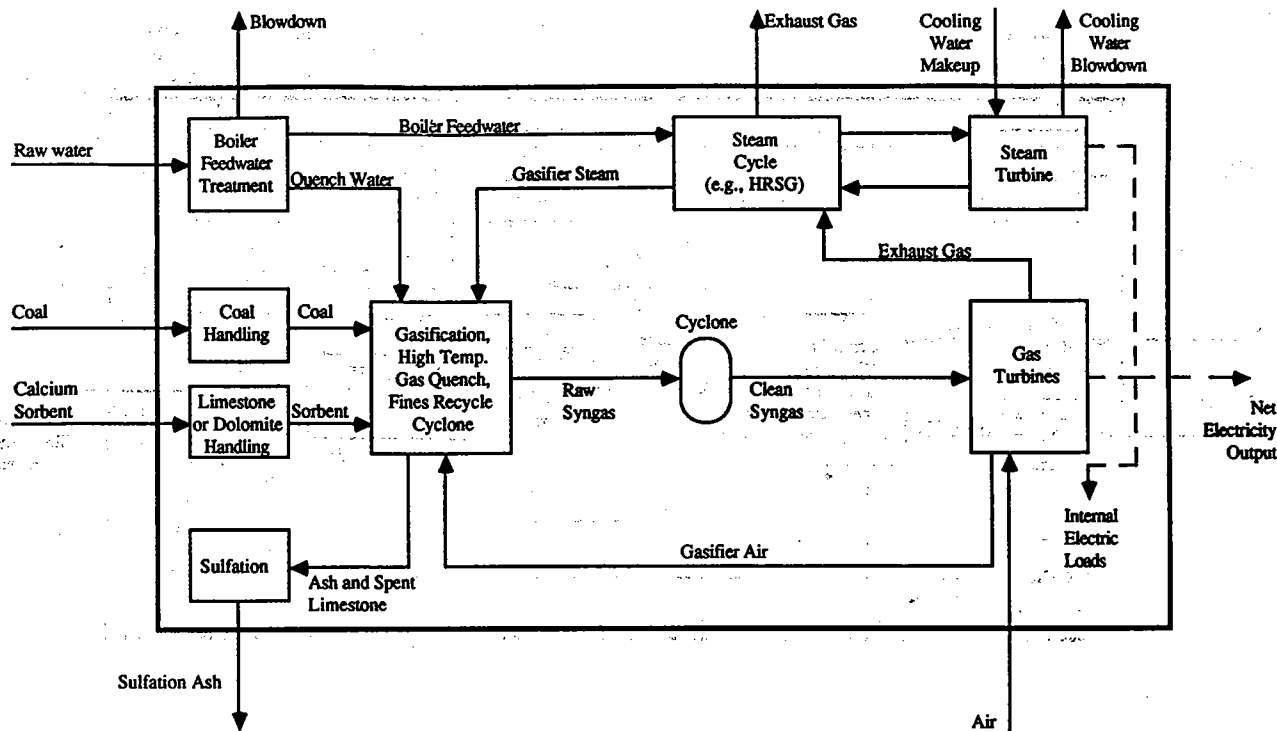 Blowdown
Exhaust Gas
Cooling
Water
Makeup
Cooling
Water
Blowdown
Raw water
Boiler
Feedwater
Treatment
Boiler Feedwater
Quench Water
Gasifier Steam
Steam
Cycle
(e.g., HRSG)
Steam
Turbine
Exhaust Gas
Coal
Coal
Handling
Coal
Calcium
Sorbent
Limestone
or Dolomite
Handling
Sorbent
Gasification,
High Temp.
Gas Quench,
Fines Recycle
Cyclone
Raw
Syngas
Cyclone
Clean
Syngas
Gas
Turbines
Net
Electricity
Output
Internal
Electric
Loads
Gasifier Air
Sulfation
Ash and Spent
Limestone
Sulfation Ash
Air